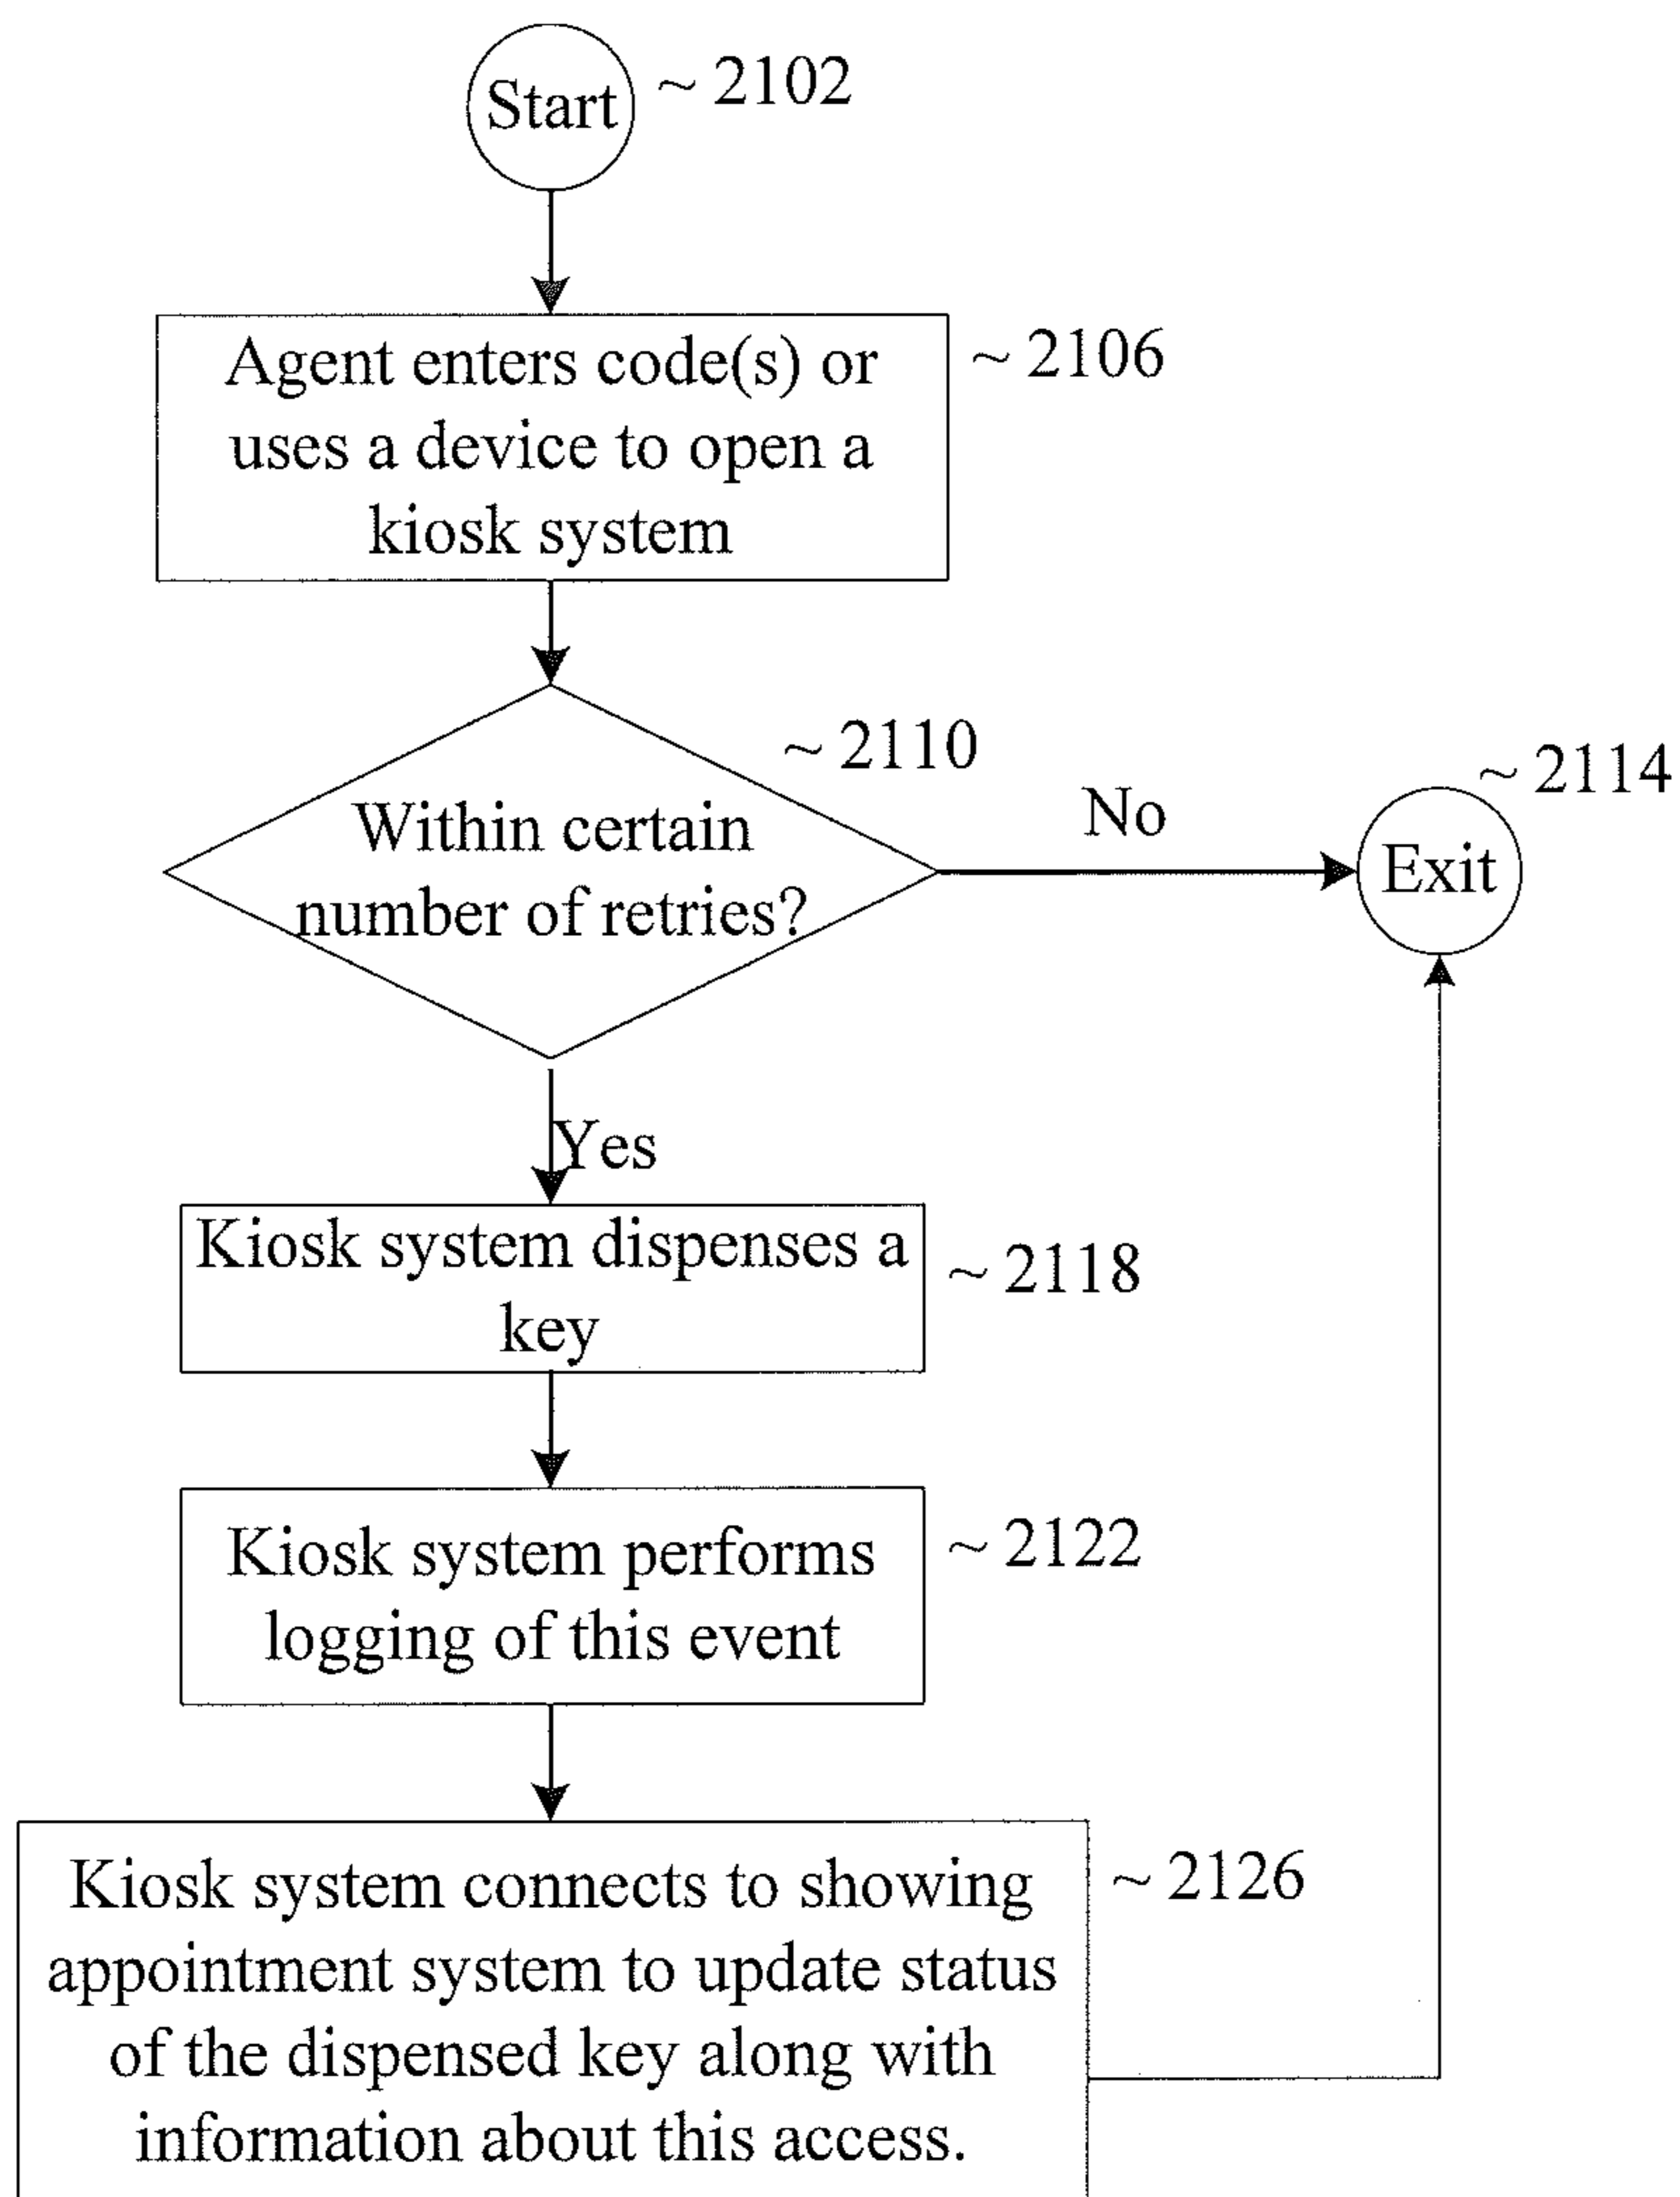 Start
~ 2102
Agent enters code(s) or
uses a device to open a
kiosk system
~ 2106
~ 2110
Within certain
number of retries?
No
~ 2114
Exit
Yes
Kiosk system dispenses a
key
~ 2118
Kiosk system performs
logging of this event
~ 2122
Kiosk system connects to showing
appointment system to update status
of the dispensed key along with
information about this access.
~ 2126